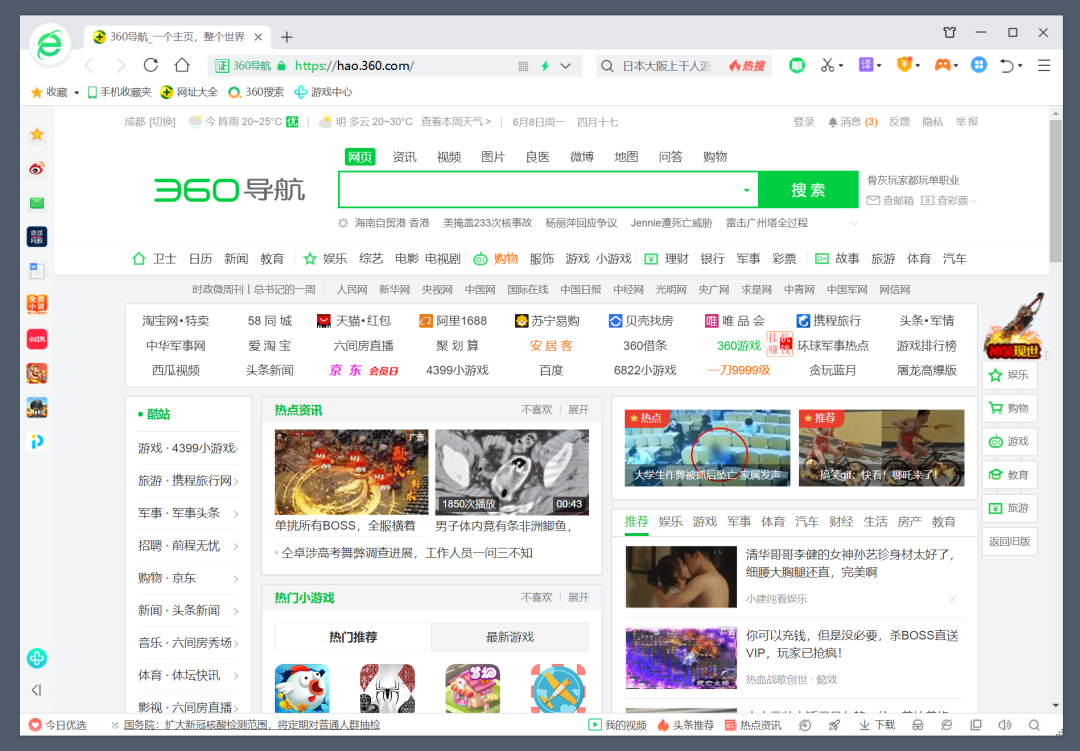 360导航_一个主页，整个世界
证 360导航 https://hao.360.com/
日本大阪上千人游 热搜
译
收藏 手机收藏夹 网址大全 360搜索 游戏中心
成都 [切换] 今 阵雨 20~25°C 优 | 明 多云 20~30°C 查看本周天气 > | 6月8日周一 四月十七
登录 消息 (3) 反馈 隐私 举报
网页 资讯 视频 图片 良医 微博 地图 问答 购物
360导航
搜 索
骨灰玩家都玩单职业
查邮箱 查彩票
海南自贸港 香港 美掩盖233次核事故 杨丽萍回应争议 Jennie遭死亡威胁 雷击广州塔全过程
卫士 日历 新闻 教育 娱乐 综艺 电影 电视剧 购物 服饰 游戏 小游戏 理财 银行 军事 彩票 故事 旅游 体育 汽车
时政微周刊 | 总书记的一周 人民网 新华网 央视网 中国网 国际在线 中国日报 中经网 光明网 央广网 求是网 中青网 中国军网 网信网
淘宝网•特卖 58 同 城 天猫•红包 阿里1688 苏宁易购 贝壳找房 唯 唯 品 会 携程旅行 头条•军情
中华军事网 爱 淘 宝 六间房直播 聚 划 算 安 居 客 360借条 360游戏 挂机赚钱 环球军事热点 游戏排行榜
西瓜视频 头条新闻 京 东 会员日 4399小游戏 百度 6822小游戏 一刀9999级 贪玩蓝月 屠龙高爆版
免费小说
小红书
神装现世
娱乐
购物
游戏
教育
旅游
返回旧版
酷站
游戏 · 4399小游戏
旅游 · 携程旅行网
军事 · 军事头条
招聘 · 前程无忧
购物 · 京东
新闻 · 头条新闻
音乐 · 六间房秀场
体育 · 体坛快讯
影视 · 六间房直播
热点资讯 不喜欢 | 展开
广告
烈火
切割
1850次播放 00:43
单挑所有BOSS，全服横着 男子体内竟有条非洲鲫鱼，
仝卓涉高考舞弊调查进展，工作人员一问三不知
热门小游戏 不喜欢 | 展开
热门推荐 最新游戏
梦幻
热点 推荐
大学生作弊被抓后坠亡 家属发声 搞笑gif：快看！哪吒来了！
推荐 娱乐 游戏 军事 体育 汽车 财经 生活 房产 教育
清华哥哥李健的女神孙艺珍身材太好了，
细腰大胸腿还直，完美啊
小建纯看娱乐
广告
你可以充钱，但是没必要，杀BOSS直送
VIP，玩家已抢疯！
热血战歌创世 · 懿效
今日优选 国务院：扩大新冠核酸检测范围，将定期对普通人群抽检
我的视频 头条推荐 热点资讯 下载